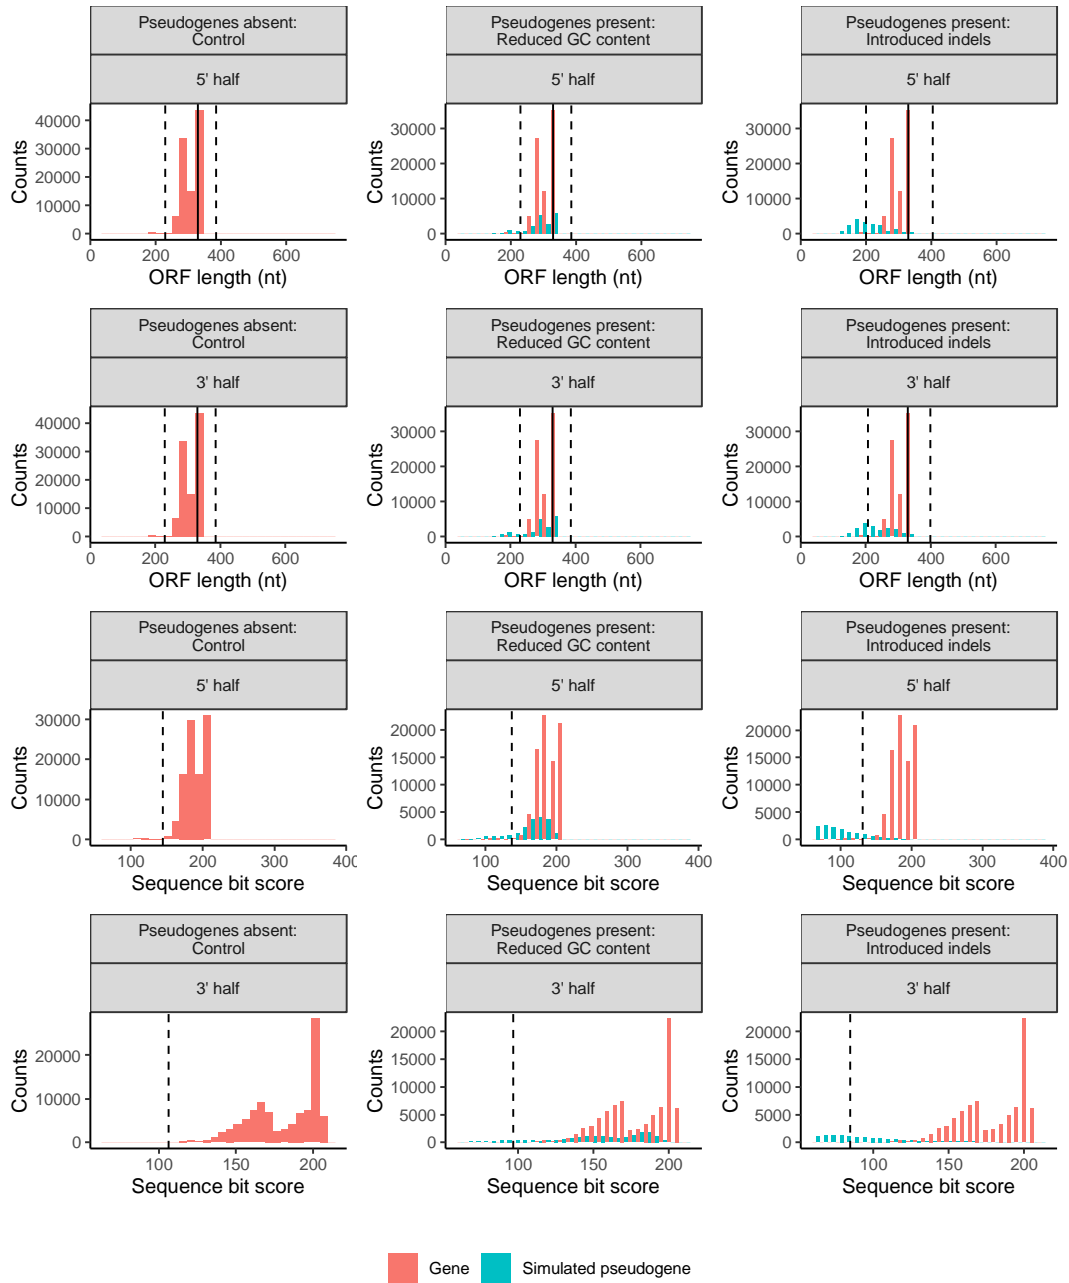 Pseudogenes absent:
Control
5' half
Counts
40000
30000
20000
10000
0
0
200
400
600
ORF length (nt)
Pseudogenes present:
Reduced GC content
5' half
Counts
30000
20000
10000
0
0
200
400
600
ORF length (nt)
Pseudogenes present:
Introduced indels
5' half
Counts
30000
20000
10000
0
0
200
400
600
ORF length (nt)
Pseudogenes absent:
Control
3' half
Counts
40000
30000
20000
10000
0
0
200
400
600
ORF length (nt)
Pseudogenes present:
Reduced GC content
3' half
Counts
30000
20000
10000
0
0
200
400
600
ORF length (nt)
Pseudogenes present:
Introduced indels
3' half
Counts
30000
20000
10000
0
0
200
400
600
ORF length (nt)
Pseudogenes absent:
Control
5' half
Counts
30000
20000
10000
0
100
200
300
400
Sequence bit score
Pseudogenes present:
Reduced GC content
5' half
Counts
20000
15000
10000
5000
0
100
200
300
400
Sequence bit score
Pseudogenes present:
Introduced indels
5' half
Counts
20000
15000
10000
5000
0
100
200
300
400
Sequence bit score
Pseudogenes absent:
Control
3' half
Counts
20000
10000
0
100
150
200
Sequence bit score
Pseudogenes present:
Reduced GC content
3' half
Counts
20000
15000
10000
5000
0
100
150
200
Sequence bit score
Pseudogenes present:
Introduced indels
3' half
Counts
20000
15000
10000
5000
0
100
150
200
Sequence bit score
Gene
Simulated pseudogene